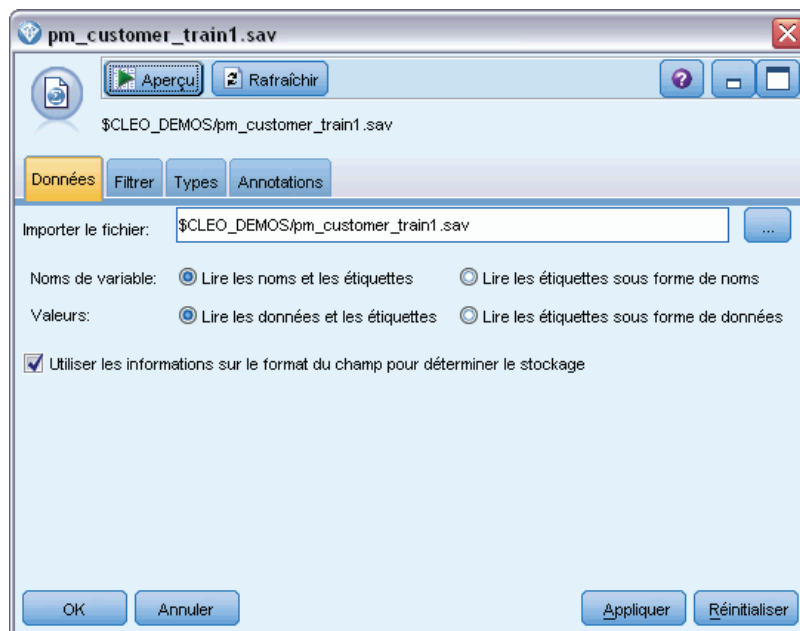 pm_customer_train1.sav
Aperçu Rafraîchir
$CLEO_DEMOS/pm_customer_train1.sav
Données Filtrer Types Annotations
Importer le fichier: $CLEO_DEMOS/pm_customer_train1.sav ...
Noms de variable: Lire les noms et les étiquettes Lire les étiquettes sous forme de noms
Valeurs: Lire les données et les étiquettes Lire les étiquettes sous forme de données
Utiliser les informations sur le format du champ pour déterminer le stockage
OK Annuler Appliquer Réinitialiser